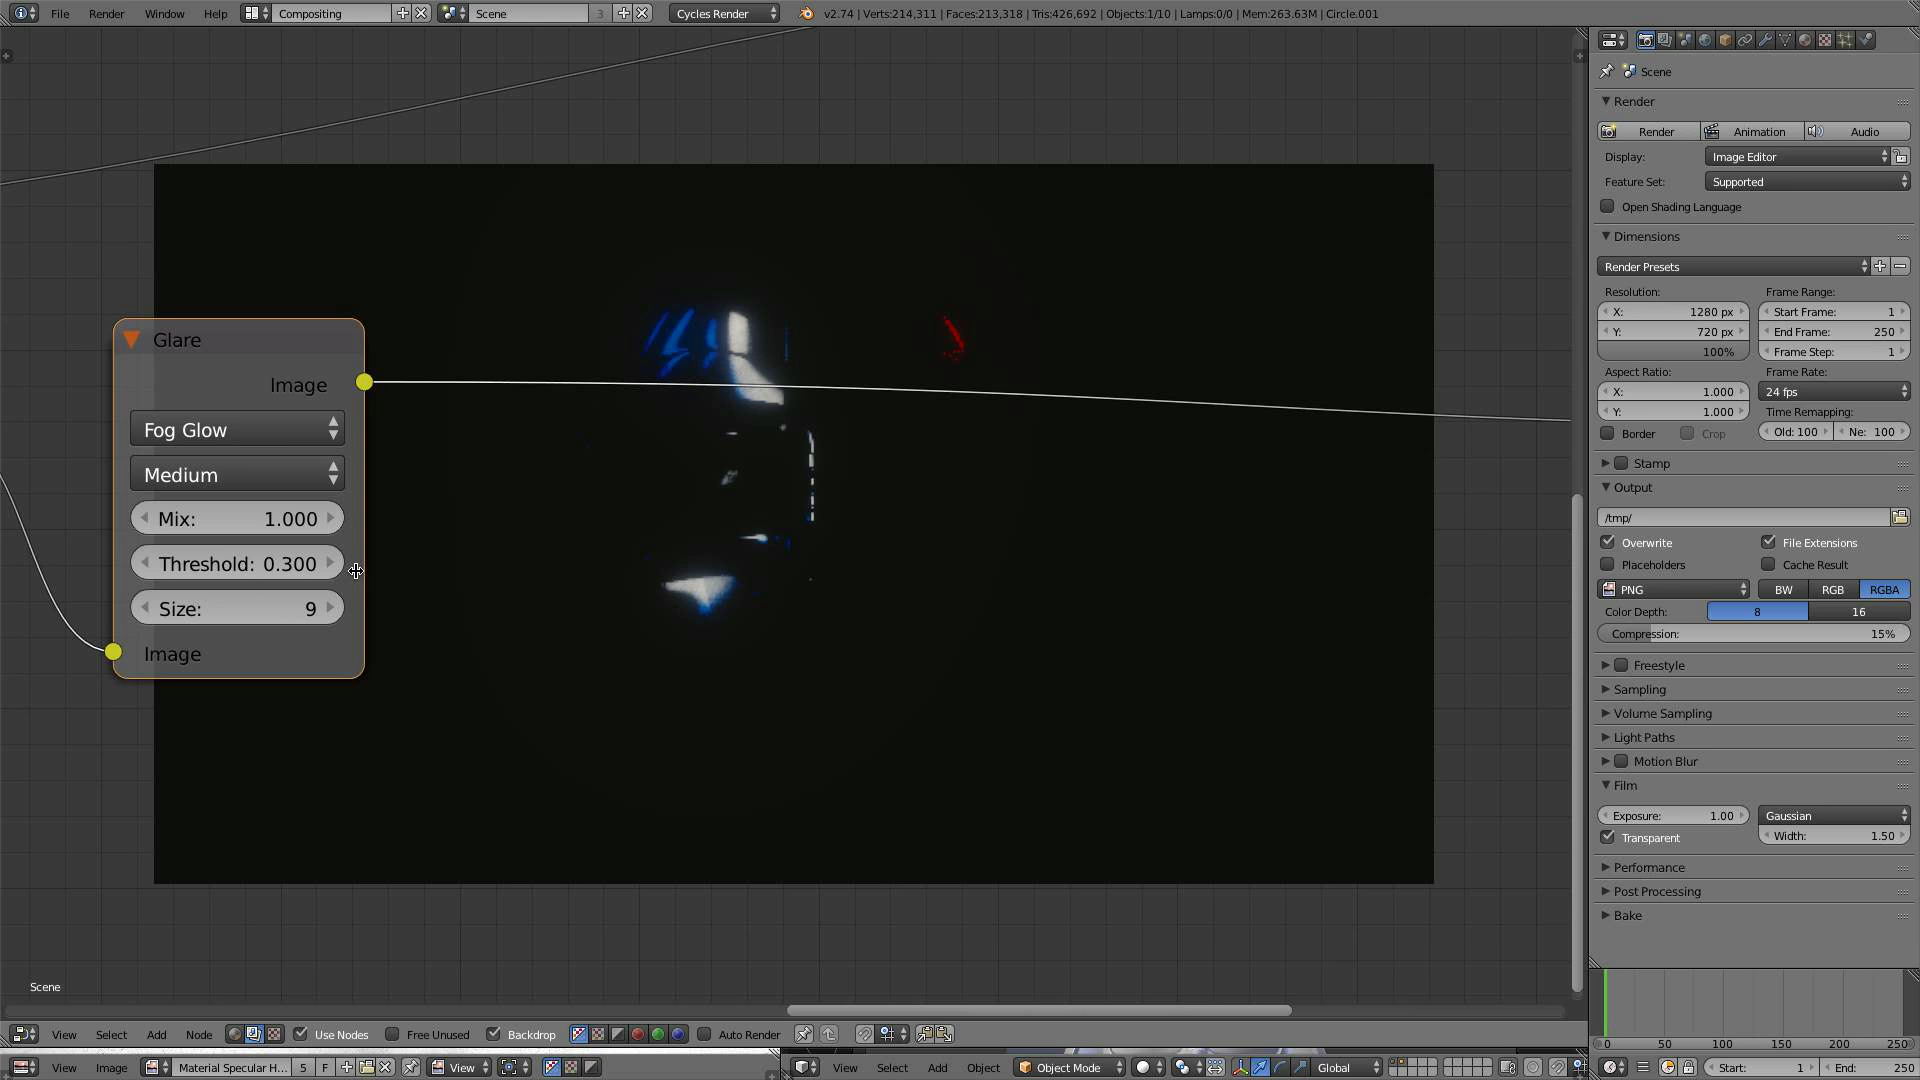 File Render Window Help Compositing Scene 3 Cycles Render v2.74 | Verts:214,311 | Faces:213,318 | Tris:426,692 | Objects:1/10 | Lamps:0/0 | Mem:263.63M | Circle.001
Glare
Image
Fog Glow
Medium
Mix: 1.000
Threshold: 0.300
Size: 9
Image
Scene
View Select Add Node Use Nodes Free Unused Backdrop Auto Render
View Image Material Specular H... 5 F View
View Select Add Object Object Mode Global
Scene
Render
Render Animation Audio
Display: Image Editor
Feature Set: Supported
Open Shading Language
Dimensions
Render Presets
Resolution: Frame Range:
X: 1280 px Start Frame: 1
Y: 720 px End Frame: 250
100% Frame Step: 1
Aspect Ratio: Frame Rate:
X: 1.000 24 fps
Y: 1.000 Time Remapping:
Border Crop Old: 100 Ne: 100
Stamp
Output
/tmp/
Overwrite File Extensions
Placeholders Cache Result
PNG BW RGB RGBA
Color Depth: 8 16
Compression: 15%
Freestyle
Sampling
Volume Sampling
Light Paths
Motion Blur
Film
Exposure: 1.00 Gaussian
Transparent Width: 1.50
Performance
Post Processing
Bake
0 50 100 150 200 250
Start: 1 End: 250